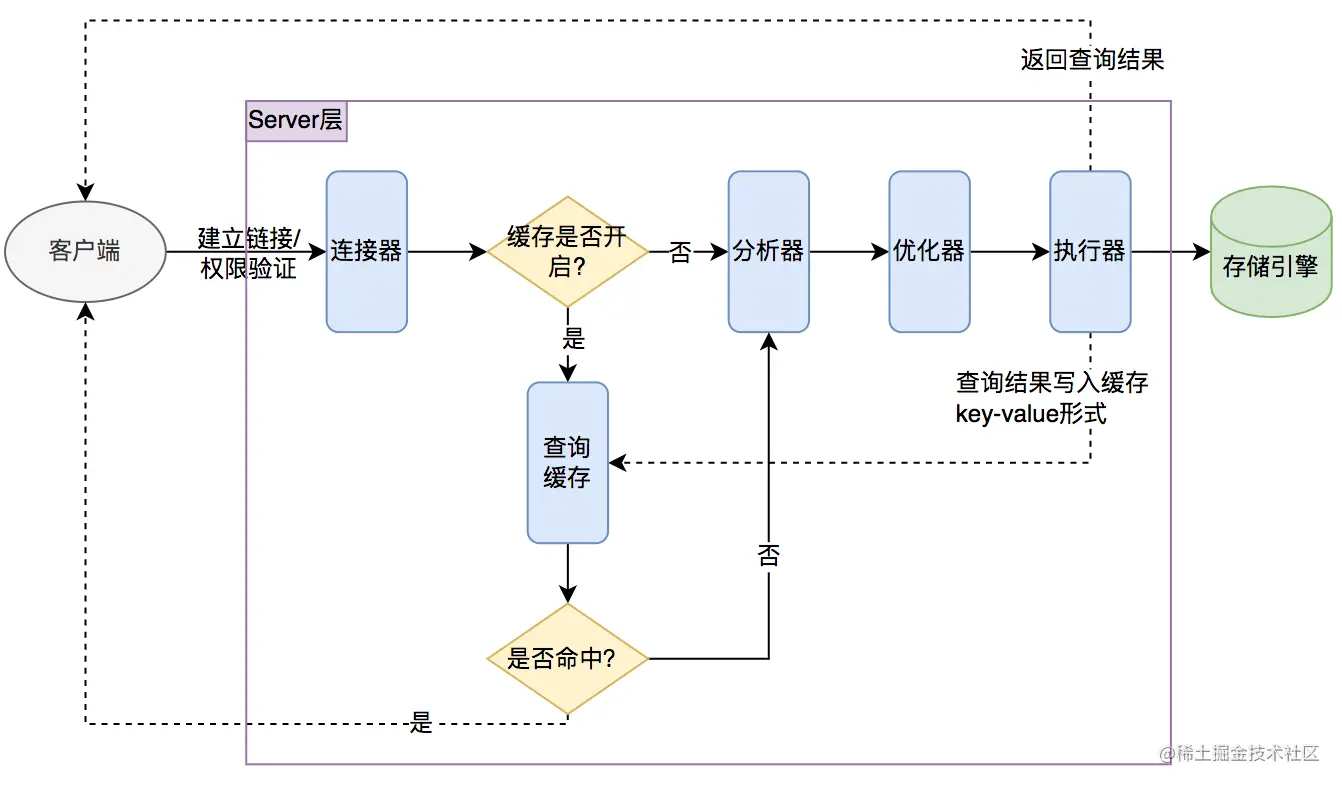 返回查询结果
Server层
客户端
建立链接/
权限验证
连接器
缓存是否开
启?
否
分析器
优化器
执行器
存储引擎
是
查询结果写入缓存
key-value形式
查询
缓存
否
是否命中?
是
@稀土掘金技术社区